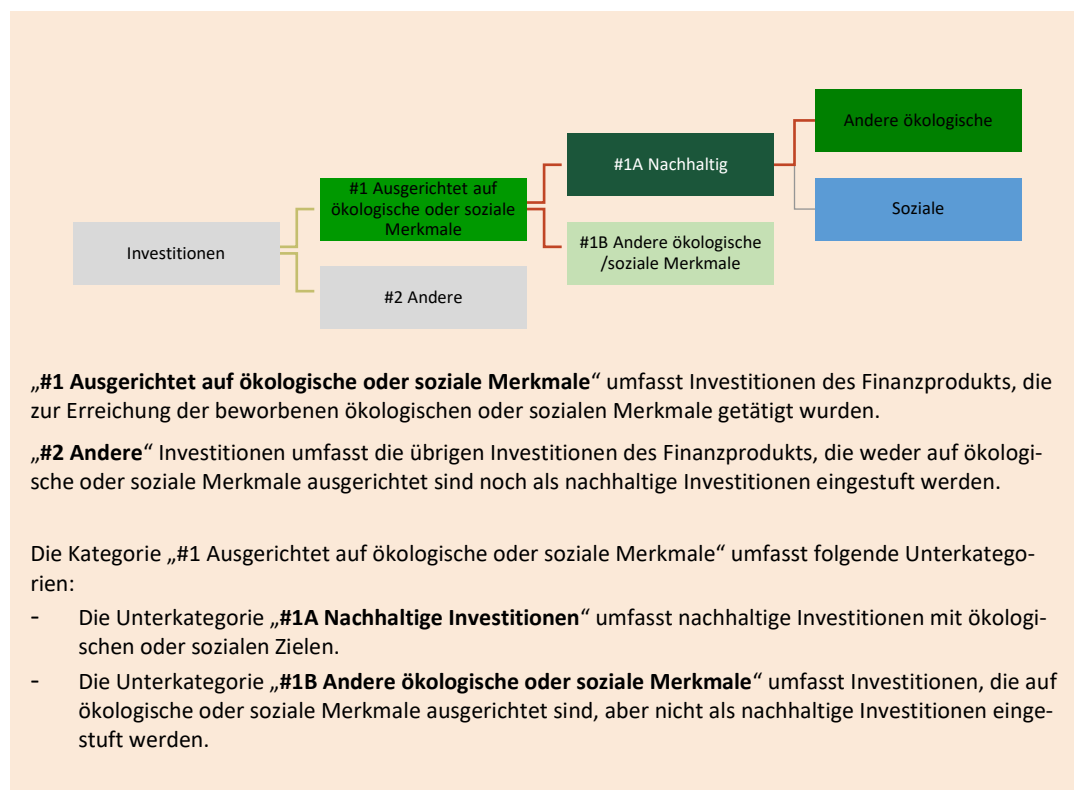 Andere ökologische
#1A Nachhaltig
#1 Ausgerichtet auf
ökologische oder soziale
Merkmale
Soziale
#1B Andere ökologische
/soziale Merkmale
Investitionen
#2 Andere
„#1 Ausgerichtet auf ökologische oder soziale Merkmale“ umfasst Investitionen des Finanzprodukts, die
zur Erreichung der beworbenen ökologischen oder sozialen Merkmale getätigt wurden.
„#2 Andere“ Investitionen umfasst die übrigen Investitionen des Finanzprodukts, die weder auf ökologi-
sche oder soziale Merkmale ausgerichtet sind noch als nachhaltige Investitionen eingestuft werden.
Die Kategorie „#1 Ausgerichtet auf ökologische oder soziale Merkmale“ umfasst folgende Unterkatego-
rien:
- Die Unterkategorie „#1A Nachhaltige Investitionen“ umfasst nachhaltige Investitionen mit ökologi-
schen oder sozialen Zielen.
- Die Unterkategorie „#1B Andere ökologische oder soziale Merkmale“ umfasst Investitionen, die auf
ökologische oder soziale Merkmale ausgerichtet sind, aber nicht als nachhaltige Investitionen einge-
stuft werden.